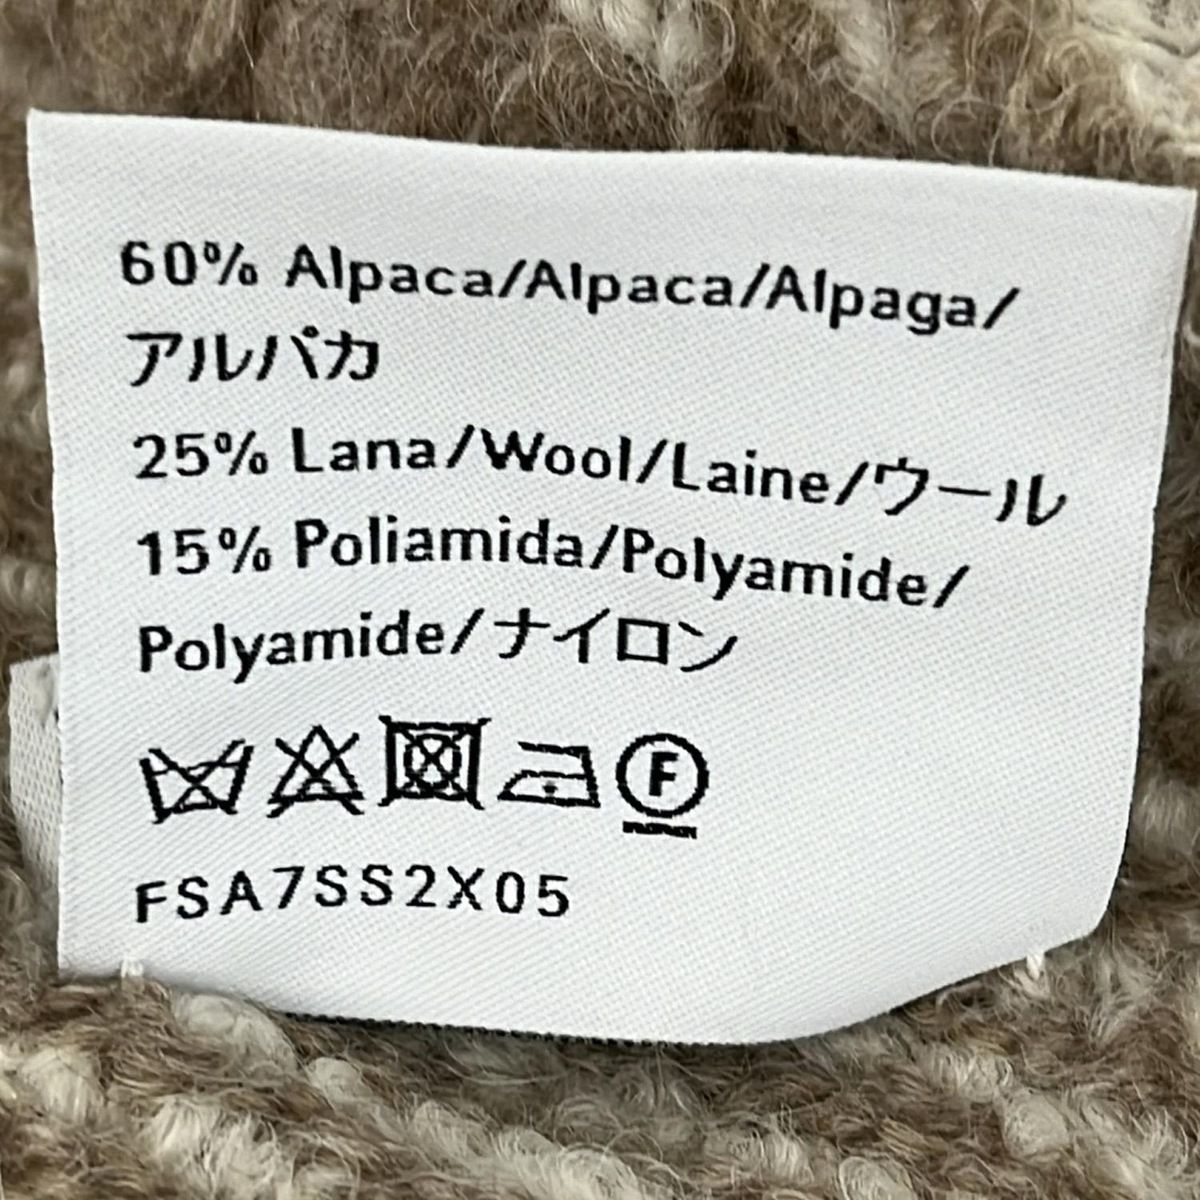 60% Alpaca/Alpaca/Alpaga/
アルパカ
25% Lana/Wool/Laine/ウール
15% Poliamida/Polyamide/
Polyamide/ナイロン
F
FSA7SS2X05